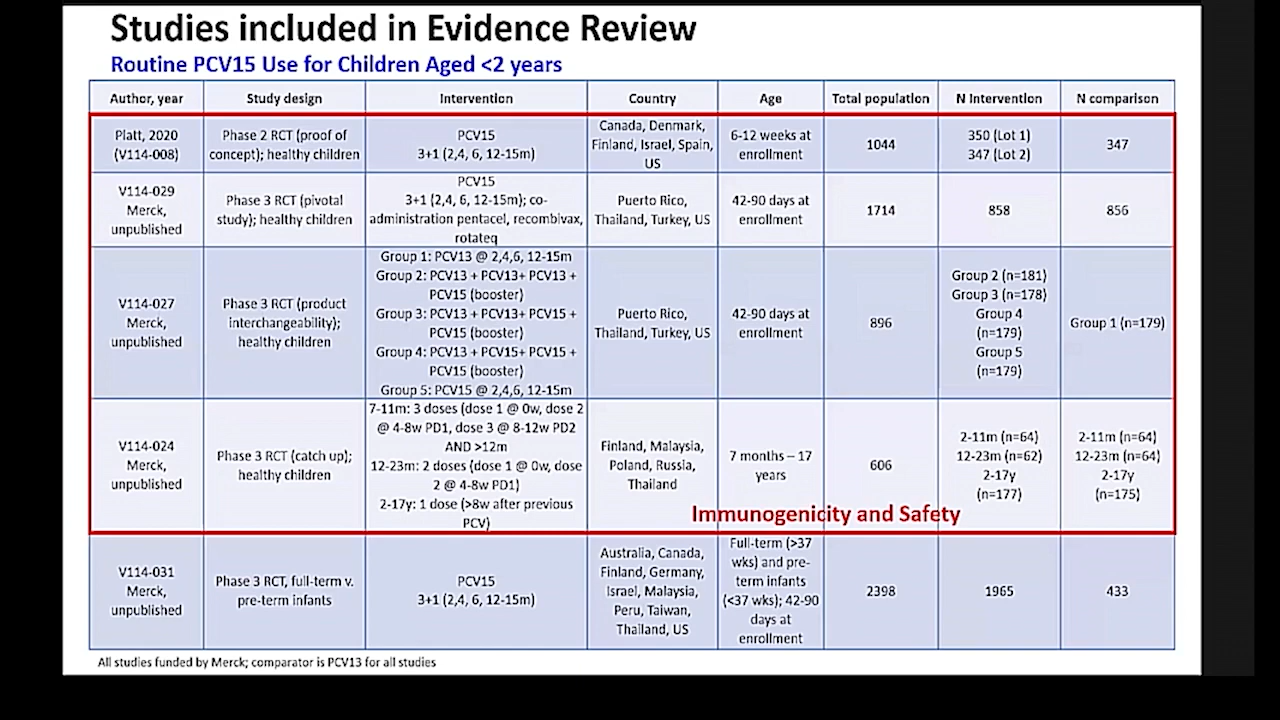 Studies included in Evidence Review
Routine PCV15 Use for Children Aged <2 years
Author, year
Study design
Intervention
Country
Age
Total population
N Intervention
N comparison
Platt, 2020
(V114-008)
Phase 2 RCT (proof of
concept); healthy children
PCV15
3+1 (2,4, 6, 12-15m)
Canada, Denmark,
Finland, Israel, Spain,
US
6-12 weeks at
enrollment
1044
350 (Lot 1)
347 (Lot 2)
347
V114-029
Merck,
unpublished
Phase 3 RCT (pivotal
study); healthy children
PCV15
3+1 (2,4, 6, 12-15m); co-
administration pentacel, recombivax,
rotateq
Puerto Rico,
Thailand, Turkey, US
42-90 days at
enrollment
1714
858
856
V114-027
Merck,
unpublished
Phase 3 RCT (product
interchangeability);
healthy children
Group 1: PCV13 @ 2,4,6, 12-15m
Group 2: PCV13 + PCV13+ PCV13 +
PCV15 (booster)
Group 3: PCV13 + PCV13+ PCV15 +
PCV15 (booster)
Group 4: PCV13 + PCV15+ PCV15 +
PCV15 (booster)
Group 5: PCV15 @ 2,4,6, 12-15m
Puerto Rico,
Thailand, Turkey, US
42-90 days at
enrollment
896
Group 2 (n=181)
Group 3 (n=178)
Group 4
(n=179)
Group 5
(n=179)
Group 1 (n=179)
V114-024
Merck,
unpublished
Phase 3 RCT (catch up);
healthy children
7-11m: 3 doses (dose 1 @ 0w, dose 2
@ 4-8w PD1, dose 3 @ 8-12w PD2
AND >12m
12-23m: 2 doses (dose 1 @ 0w, dose
2 @ 4-8w PD1)
2-17y: 1 dose (>8w after previous
PCV)
Finland, Malaysia,
Poland, Russia,
Thailand
7 months – 17
years
606
2-11m (n=64)
12-23m (n=62)
2-17y
(n=177)
2-11m (n=64)
12-23m (n=64)
2-17y
(n=175)
Immunogenicity and Safety
V114-031
Merck,
unpublished
Phase 3 RCT, full-term v.
pre-term infants
PCV15
3+1 (2,4, 6, 12-15m)
Australia, Canada,
Finland, Germany,
Israel, Malaysia,
Peru, Taiwan,
Thailand, US
Full-term (>37
wks) and pre-
term infants
(<37 wks); 42-90
days at
enrollment
2398
1965
433
All studies funded by Merck; comparator is PCV13 for all studies